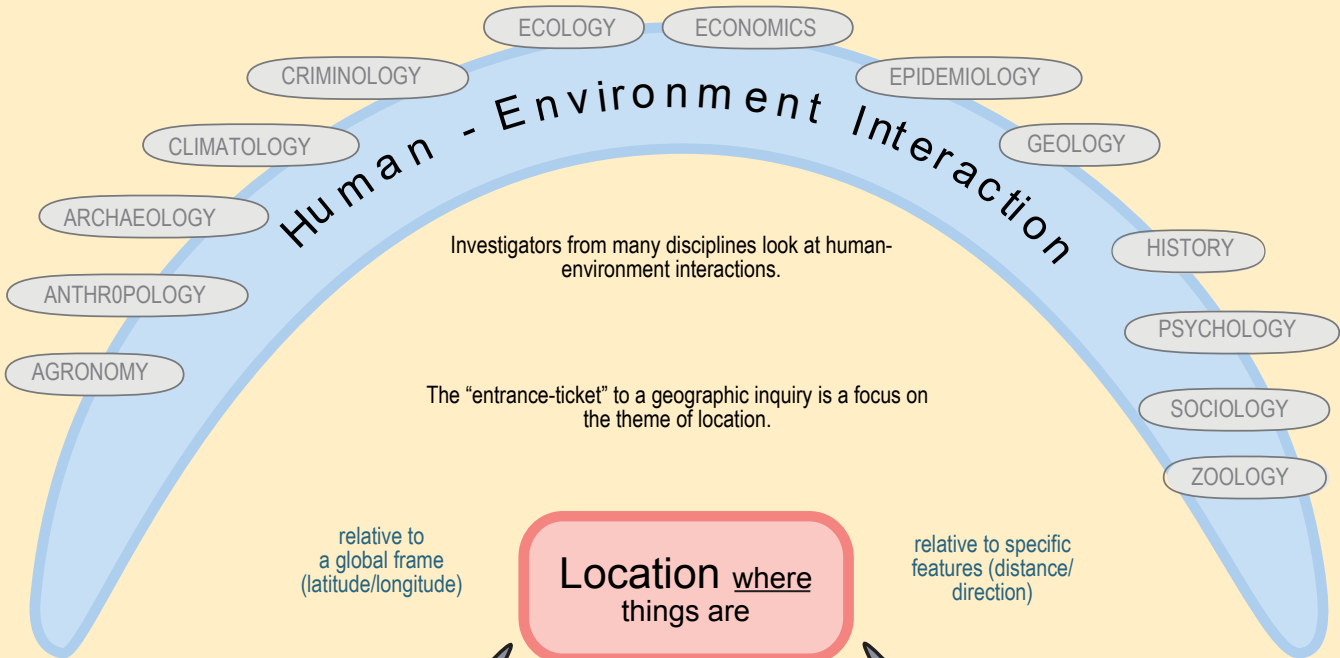 ECOLOGY
ECONOMICS
CRIMINOLOGY
EPIDEMIOLOGY
CLIMATOLOGY
GEOLOGY
ARCHAEOLOGY
HISTORY
ANTHR0POLOGY
PSYCHOLOGY
AGRONOMY
SOCIOLOGY
ZOOLOGY
Human - Environment Interaction
Investigators from many disciplines look at human-
environment interactions.
The “entrance-ticket” to a geographic inquiry is a focus on
the theme of location.
relative to
a global frame
(latitude/longitude)
Location where
things are
relative to specific
features (distance/
direction)